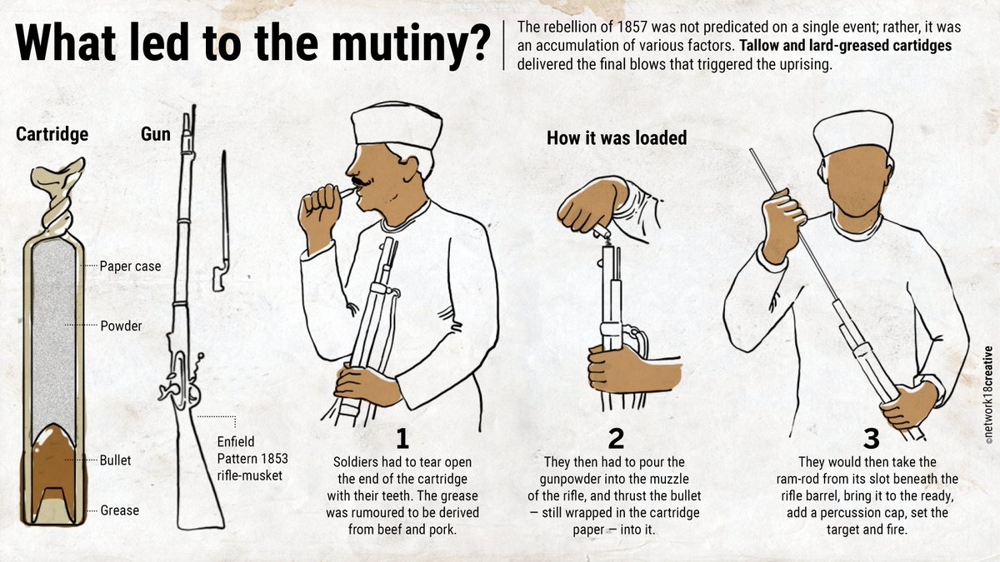 What led to the mutiny?
The rebellion of 1857 was not predicated on a single event; rather, it was
an accumulation of various factors. Tallow and lard-greased cartidges
delivered the final blows that triggered the uprising.
Cartridge
Gun
Paper case
Powder
Bullet
Grease
Enfield
Pattern 1853
rifle-musket
How it was loaded
1
Soldiers had to tear open
the end of the cartridge
with their teeth. The grease
was rumoured to be derived
from beef and pork.
2
They then had to pour the
gunpowder into the muzzle
of the rifle, and thrust the bullet
— still wrapped in the cartridge
paper — into it.
3
They would then take the
ram-rod from its slot beneath the
rifle barrel, bring it to the ready,
add a percussion cap, set the
target and fire.
©network18creative